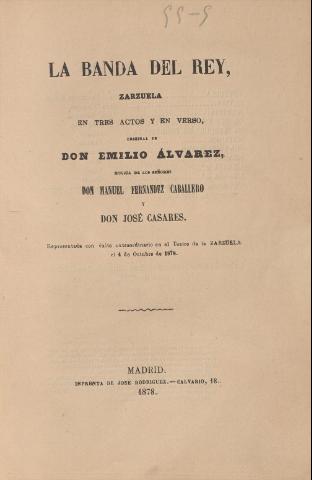 55-5
LA BANDA DEL REY,
ZARZUELA
EN TRES ACTOS Y EN VERSO,
ORIGINAL DE
DON EMILIO ÁLVAREZ,
MÚSICA DE LOS SEÑORES
DON MANUEL FERNANDEZ CABALLERO
Y
DON JOSÉ CASARES.
Representada con éxito extraordinario en el Teatro de la ZARZUELA
el 4 de Octubre de 1878.
MADRID.
IMPRENTA DE JOSÉ RODRIGUEZ.—CALVARIO, 18.
1878.